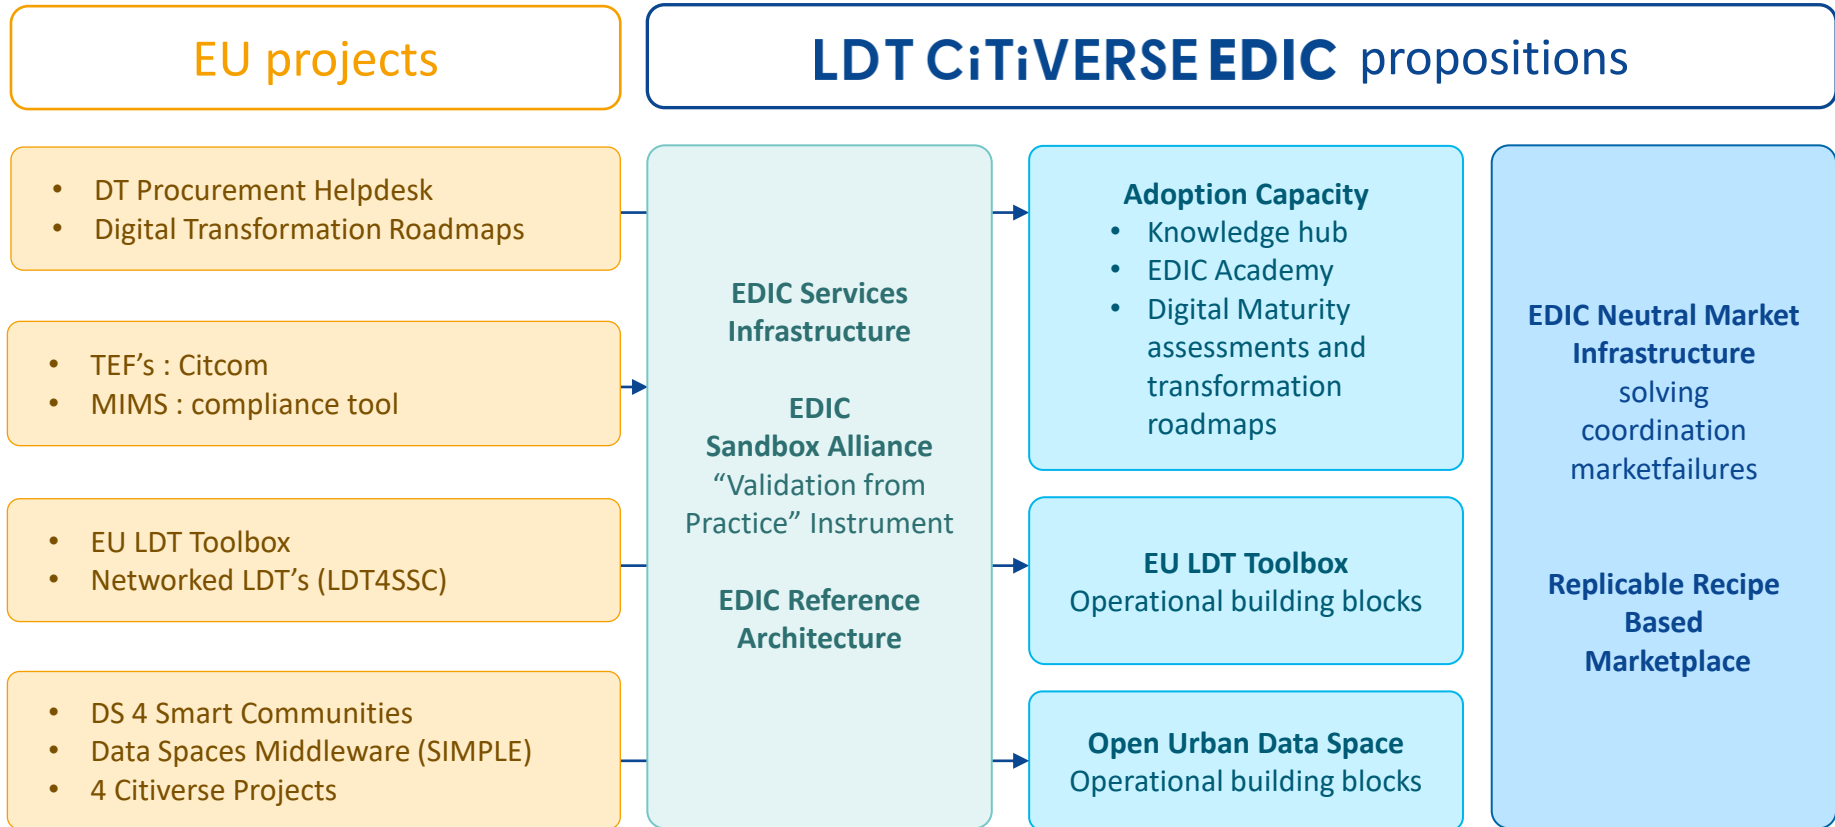 EU projects
LDT CiTiVERSE EDIC propositions
• DT Procurement Helpdesk
• Digital Transformation Roadmaps
• TEF's : Citcom
• MIMS : compliance tool
• EU LDT Toolbox
• Networked LDT's (LDT4SSC)
• DS 4 Smart Communities
• Data Spaces Middleware (SIMPLE)
• 4 Citiverse Projects
EDIC Services
Infrastructure
EDIC
Sandbox Alliance
“Validation from
Practice” Instrument
EDIC Reference
Architecture
Adoption Capacity
• Knowledge hub
• EDIC Academy
• Digital Maturity
assessments and
transformation
roadmaps
EU LDT Toolbox
Operational building blocks
Open Urban Data Space
Operational building blocks
EDIC Neutral Market
Infrastructure
solving
coordination
marketfailures
Replicable Recipe
Based
Marketplace